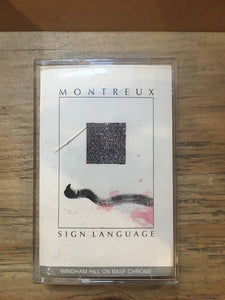 MONTREUX
SIGN LANGUAGE
WINDHAM HILL ON BASF CHROME